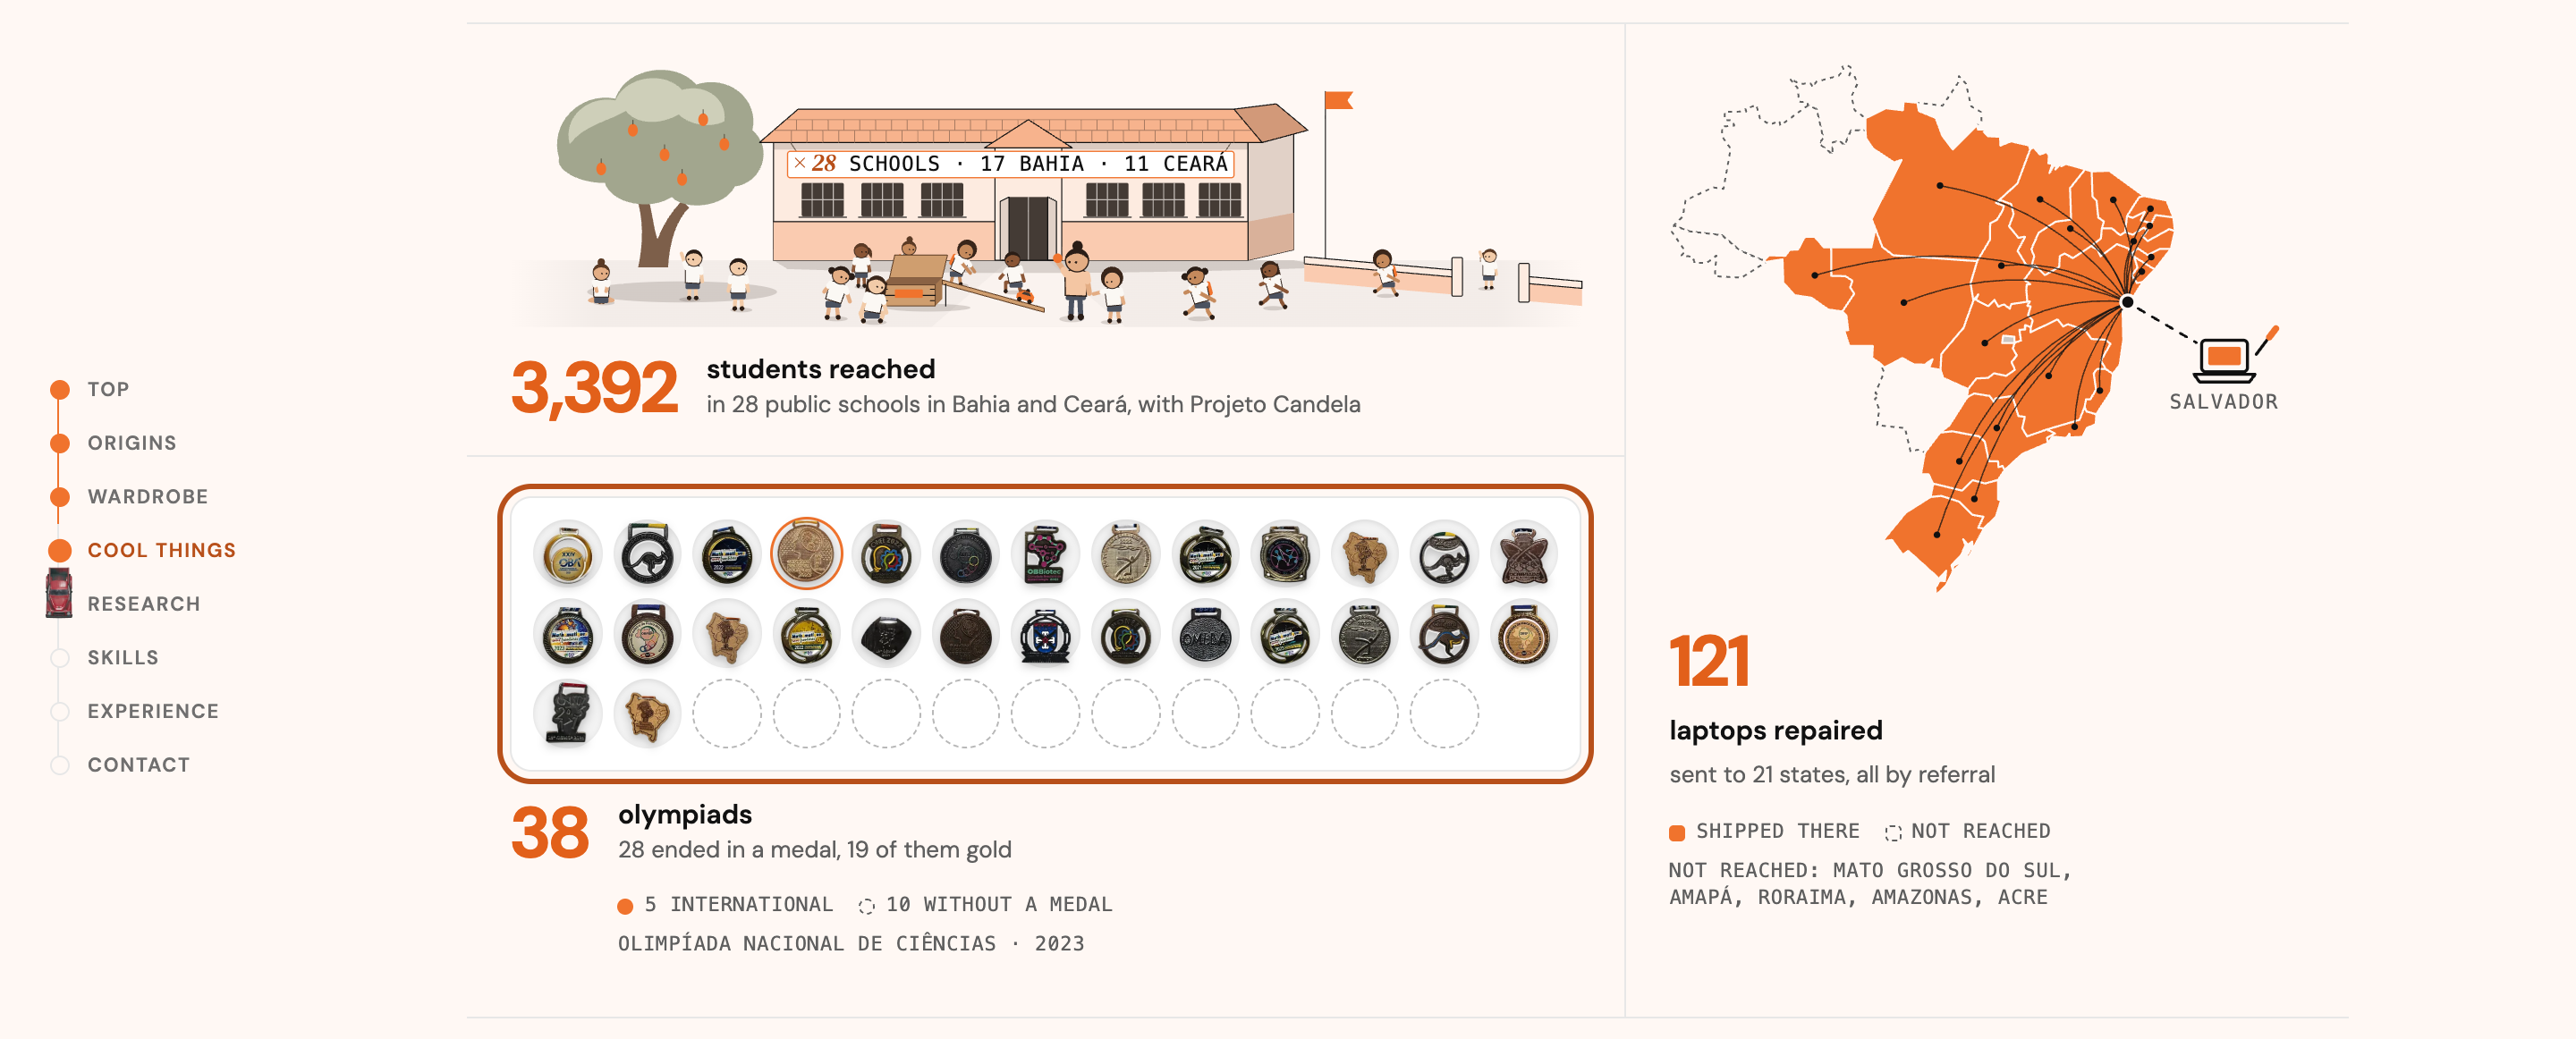 TOP
ORIGINS
WARDROBE
COOL THINGS
RESEARCH
SKILLS
EXPERIENCE
CONTACT
× 28 SCHOOLS · 17 BAHIA · 11 CEARÁ
3,392
students reached
in 28 public schools in Bahia and Ceará, with Projeto Candela
38
olympiads
28 ended in a medal, 19 of them gold
5 INTERNATIONAL
10 WITHOUT A MEDAL
OLIMPÍADA NACIONAL DE CIÊNCIAS · 2023
SALVADOR
121
laptops repaired
sent to 21 states, all by referral
SHIPPED THERE
NOT REACHED
NOT REACHED: MATO GROSSO DO SUL,
AMAPÁ, RORAIMA, AMAZONAS, ACRE